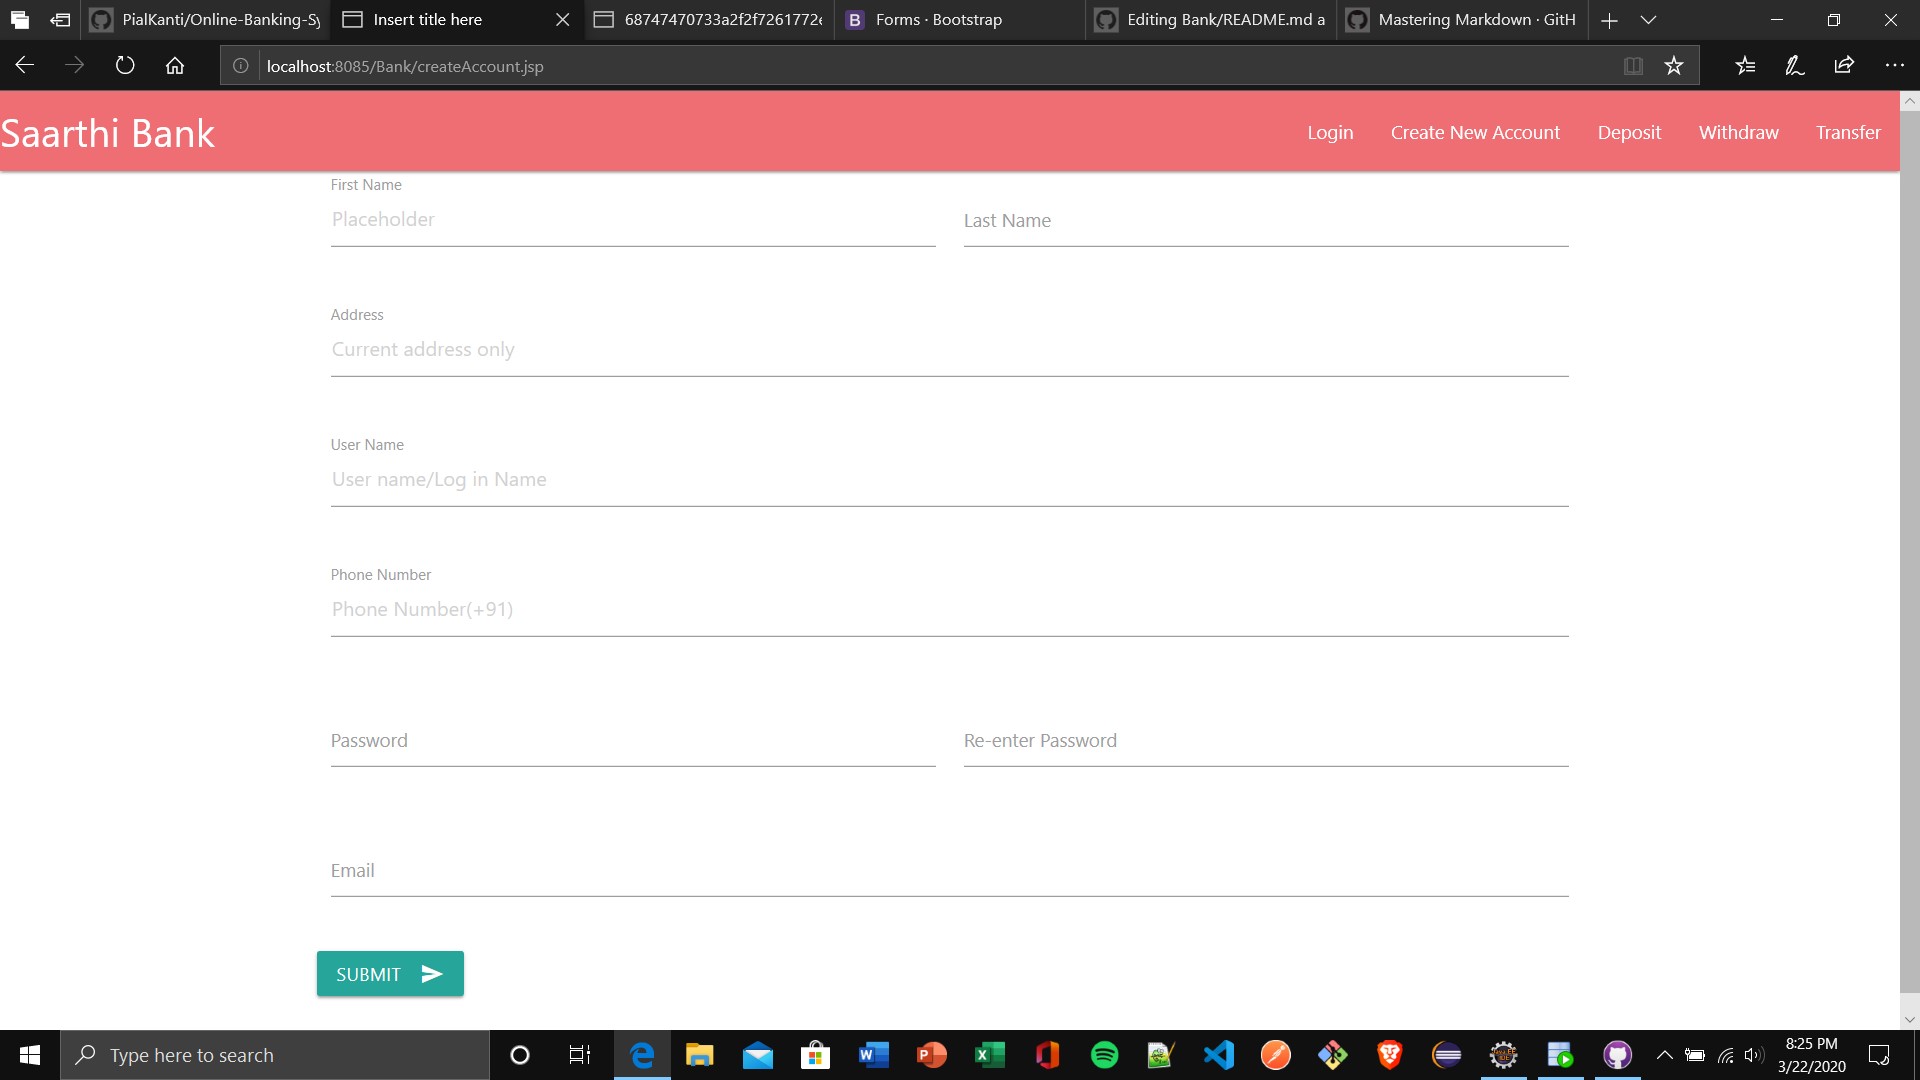 PialKanti/Online-Banking-Sy
Insert title here
68747470733a2f2f7261772e
B Forms · Bootstrap
Editing Bank/README.md a
Mastering Markdown · GitH
localhost:8085/Bank/createAccount.jsp
Saarthi Bank
Login Create New Account Deposit Withdraw Transfer
First Name
Placeholder
Last Name
Address
Current address only
User Name
User name/Log in Name
Phone Number
Phone Number(+91)
Password
Re-enter Password
Email
SUBMIT
Type here to search
8:25 PM
3/22/2020